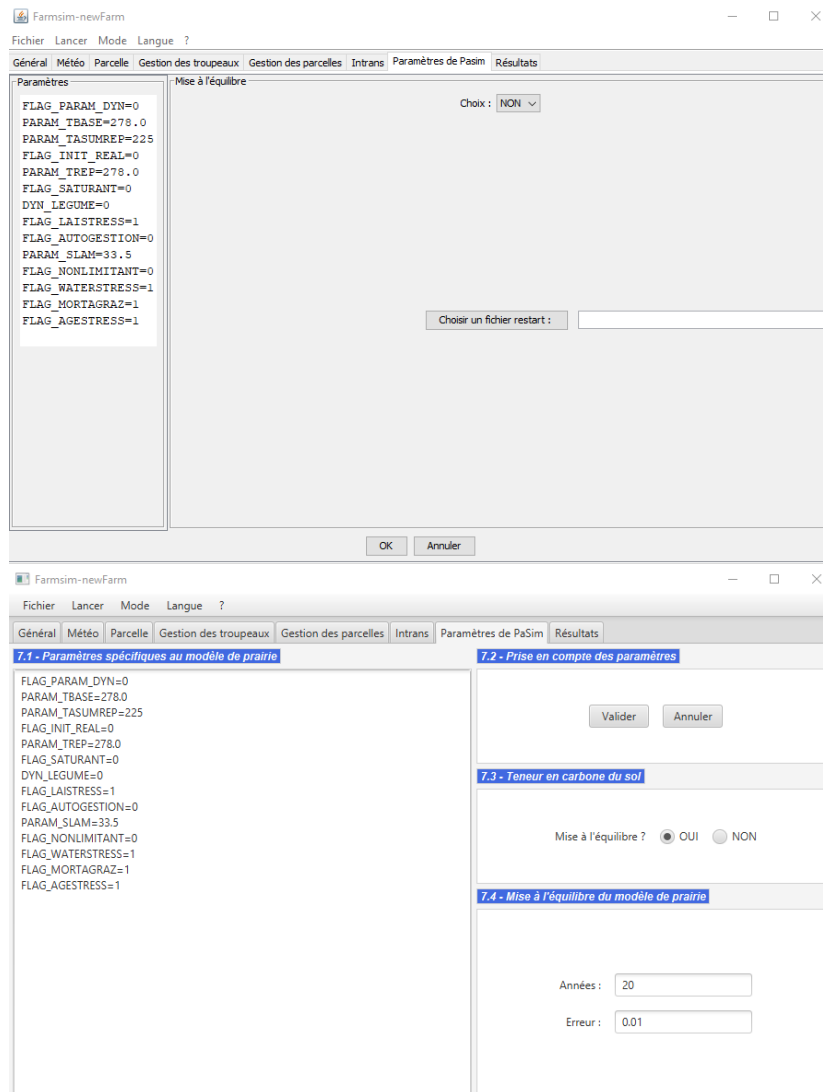 Farmsim-newFarm
Fichier Lancer Mode Langue ?
Général Météo Parcelle Gestion des troupeaux Gestion des parcelles Intrans Paramètres de Pasim Résultats
Paramètres
FLAG_PARAM_DYN=0
PARAM_TBASE=278.0
PARAM_TASUMREP=225
FLAG_INIT_REAL=0
PARAM_TREP=278.0
FLAG_SATURANT=0
DYN_LEGUME=0
FLAG_LAISTRESS=1
FLAG_AUTOGESTION=0
PARAM_SLAM=33.5
FLAG_NONLIMITANT=0
FLAG_WATERSTRESS=1
FLAG_MORTAGRAZ=1
FLAG_AGESTRESS=1
Mise à l'équilibre
Choix : NON
Choisir un fichier restart :
OK Annuler
Farmsim-newFarm
Fichier Lancer Mode Langue ?
Général Météo Parcelle Gestion des troupeaux Gestion des parcelles Intrans Paramètres de PaSim Résultats
7.1 - Paramètres spécifiques au modèle de prairie
FLAG_PARAM_DYN=0
PARAM_TBASE=278.0
PARAM_TASUMREP=225
FLAG_INIT_REAL=0
PARAM_TREP=278.0
FLAG_SATURANT=0
DYN_LEGUME=0
FLAG_LAISTRESS=1
FLAG_AUTOGESTION=0
PARAM_SLAM=33.5
FLAG_NONLIMITANT=0
FLAG_WATERSTRESS=1
FLAG_MORTAGRAZ=1
FLAG_AGESTRESS=1
7.2 - Prise en compte des paramètres
Valider Annuler
7.3 - Teneur en carbone du sol
Mise à l'équilibre ? OUI NON
7.4 - Mise à l'équilibre du modèle de prairie
Années : 20
Erreur : 0.01